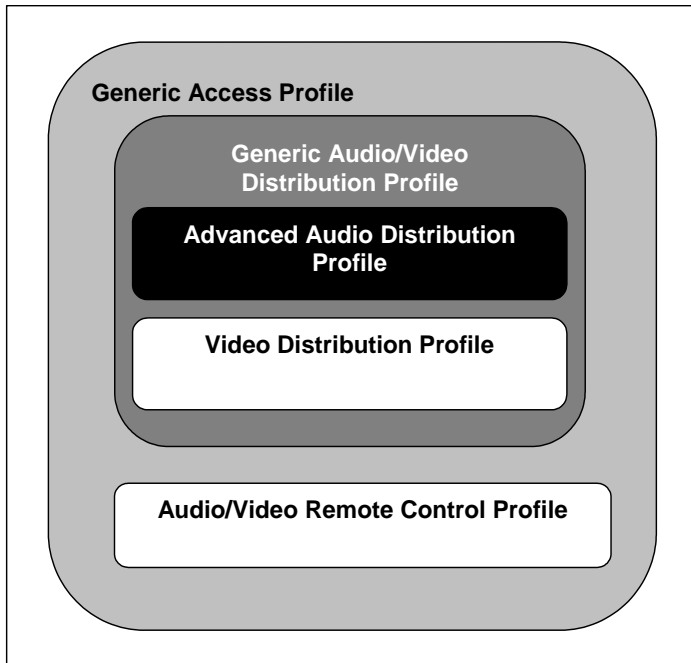 Generic Access Profile
Generic Audio/Video
Distribution Profile
Advanced Audio Distribution
Profile
Video Distribution Profile
Audio/Video Remote Control Profile